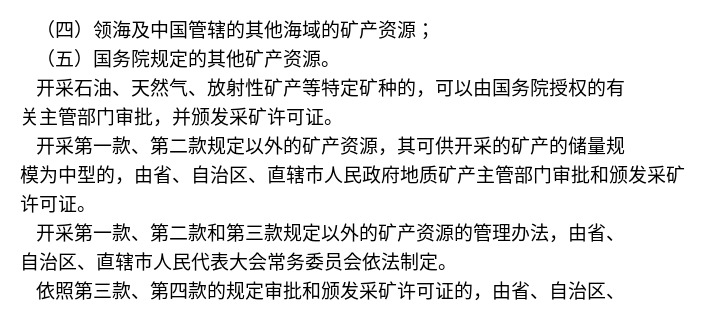 （四）领海及中国管辖的其他海域的矿产资源；
（五）国务院规定的其他矿产资源。
开采石油、天然气、放射性矿产等特定矿种的，可以由国务院授权的有
关主管部门审批，并颁发采矿许可证。
开采第一款、第二款规定以外的矿产资源，其可供开采的矿产的储量规
模为中型的，由省、自治区、直辖市人民政府地质矿产主管部门审批和颁发采矿
许可证。
开采第一款、第二款和第三款规定以外的矿产资源的管理办法，由省、
自治区、直辖市人民代表大会常务委员会依法制定。
依照第三款、第四款的规定审批和颁发采矿许可证的，由省、自治区、